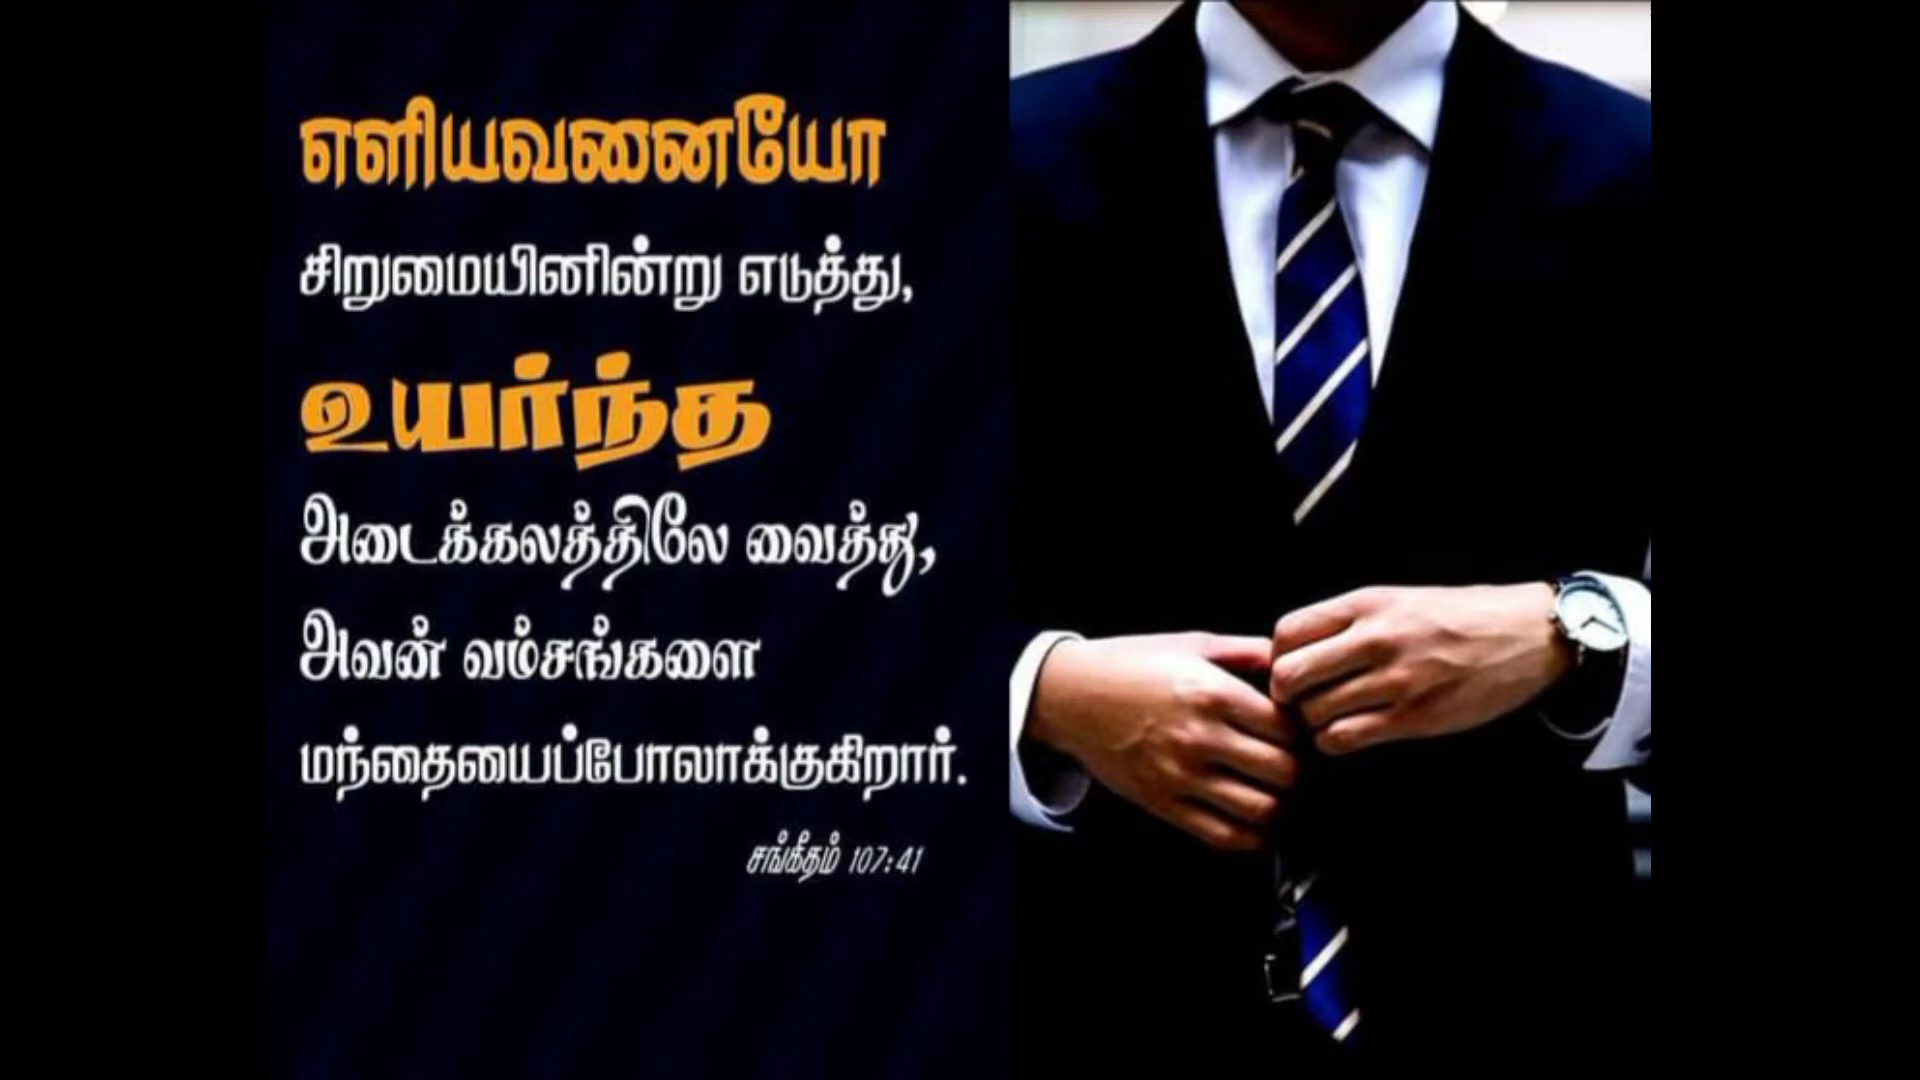 எளியவனையோ
சிறுமையினின்று எடுத்து,
உயர்ந்த
அடைக்கலத்திலே வைத்து,
அவன் வம்சங்களை
மந்தையைப்போலாக்குகிறார்.
சங்கீதம் 107:41